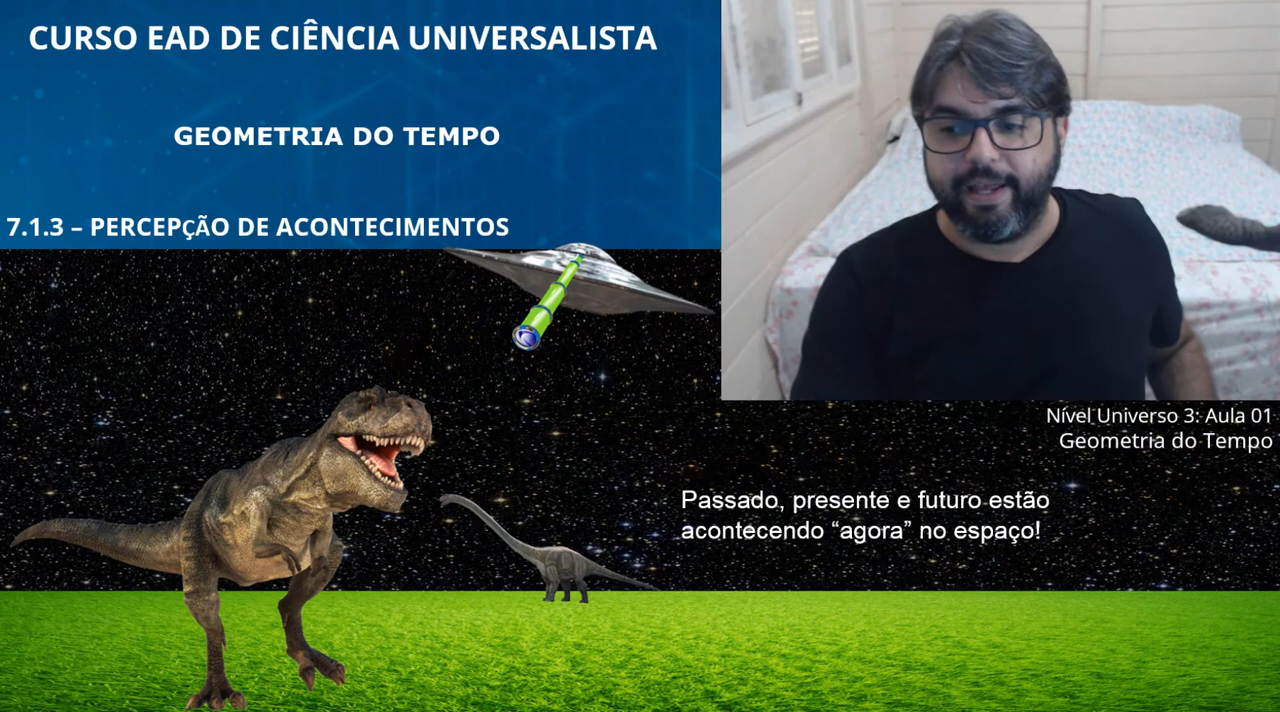 CURSO EAD DE CIÊNCIA UNIVERSALISTA
GEOMETRIA DO TEMPO
7.1.3 – PERCEPÇÃO DE ACONTECIMENTOS
Nível Universo 3: Aula 01
Geometria do Tempo
Passado, presente e futuro estão
acontecendo “agora” no espaço!